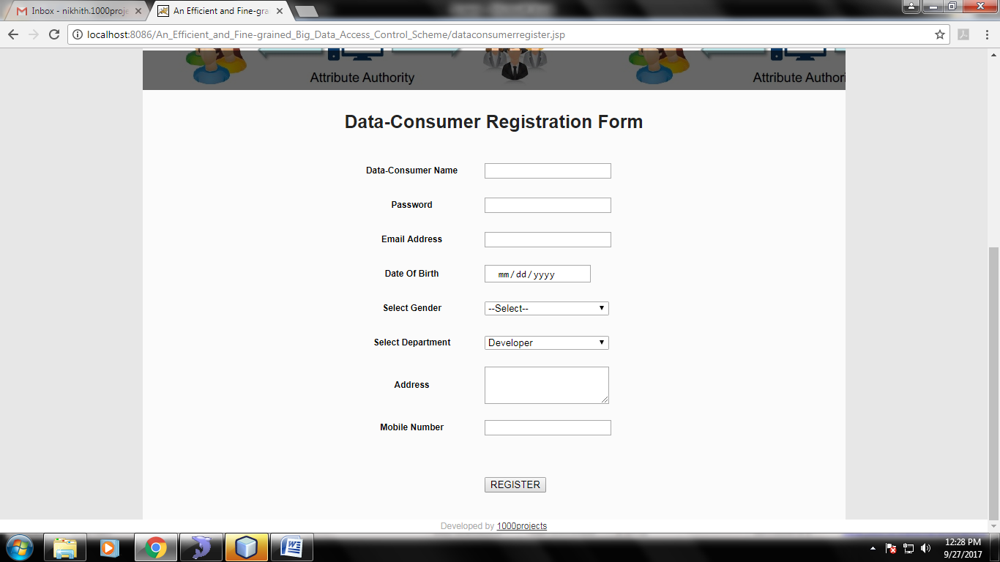 Inbox - nikhith.1000proje
An Efficient and Fine-gra
localhost:8086/An_Efficient_and_Fine-grained_Big_Data_Access_Control_Scheme/dataconsumerregister.jsp
Attribute Authority
Attribute Authori
Data-Consumer Registration Form
Data-Consumer Name
Password
Email Address
Date Of Birth mm/dd/yyyy
Select Gender --Select--
Select Department Developer
Address
Mobile Number
REGISTER
Developed by 1000projects
12:28 PM
9/27/2017